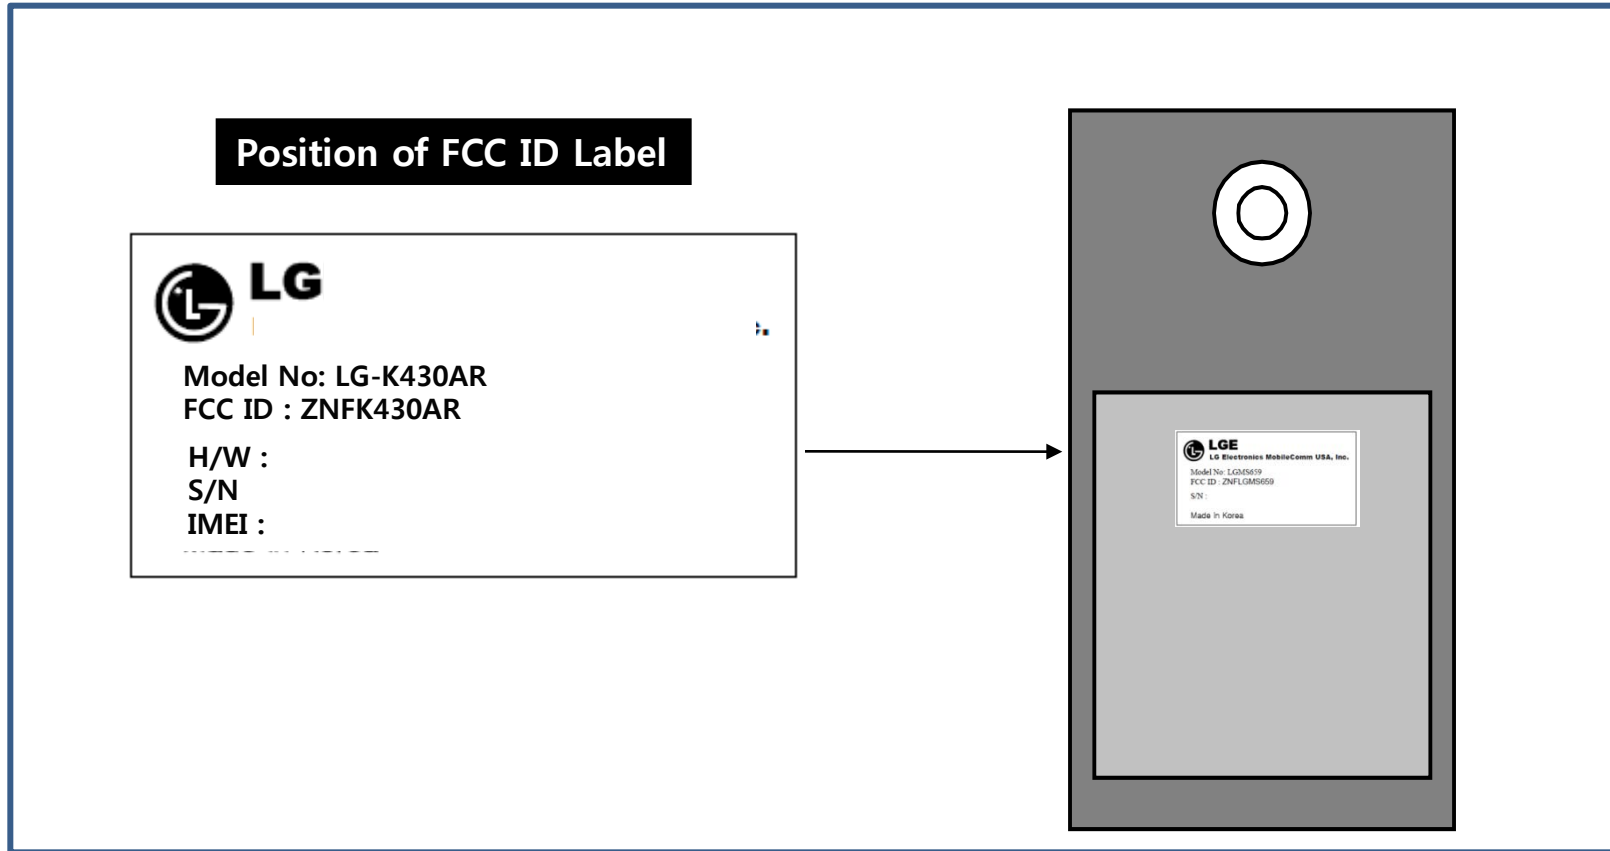 Position of FCC ID Label
LG
Model No: LG-K430AR
FCC ID : ZNFK430AR
H/W :
S/N
IMEI :
LGE
LG Electronics MobileComm USA, Inc.
Model No: LGMS659
FCC ID : ZNFLGMS659
S/N :
Made in Korea